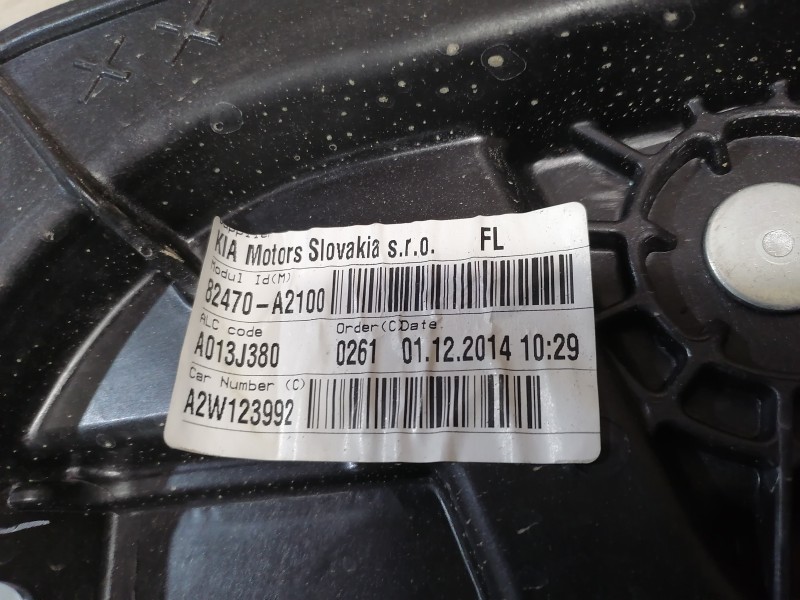 Supplier
KIA Motors Slovakia s.r.o. FL
Modul Id(M)
82470-A2100
ALC code Order(C) Date
A013J380 0261 01.12.2014 10:29
Car Number (C)
A2W123992